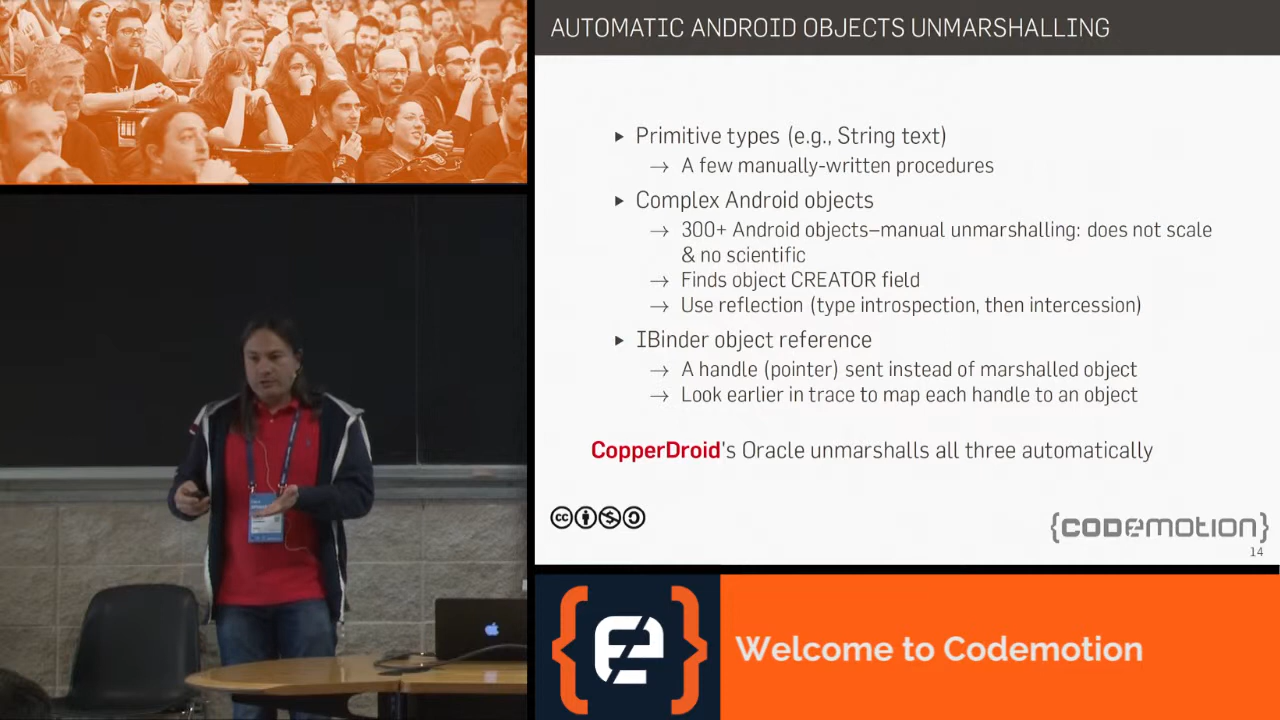 AUTOMATIC ANDROID OBJECTS UNMARSHALLING
▸ Primitive types (e.g., String text)
→ A few manually-written procedures
▸ Complex Android objects
→ 300+ Android objects–manual unmarshalling: does not scale
& no scientific
→ Finds object CREATOR field
→ Use reflection (type introspection, then intercession)
▸ IBinder object reference
→ A handle (pointer) sent instead of marshalled object
→ Look earlier in trace to map each handle to an object
CopperDroid's Oracle unmarshalls all three automatically
cc
{codemotion}
14
Welcome to Codemotion